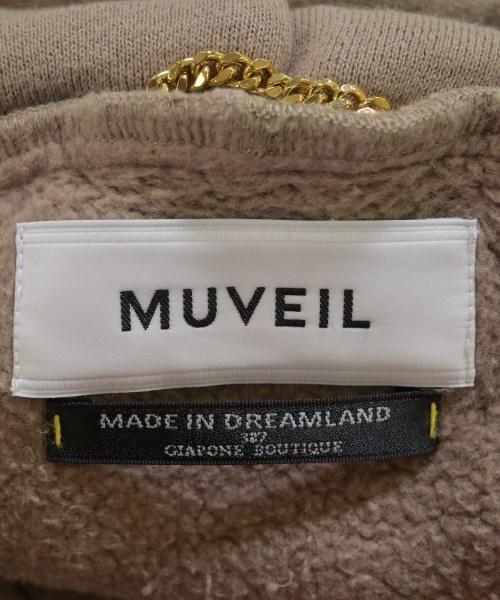 MUVEIL
MADE IN DREAMLAND
387
GIAPONE BOUTIQUE